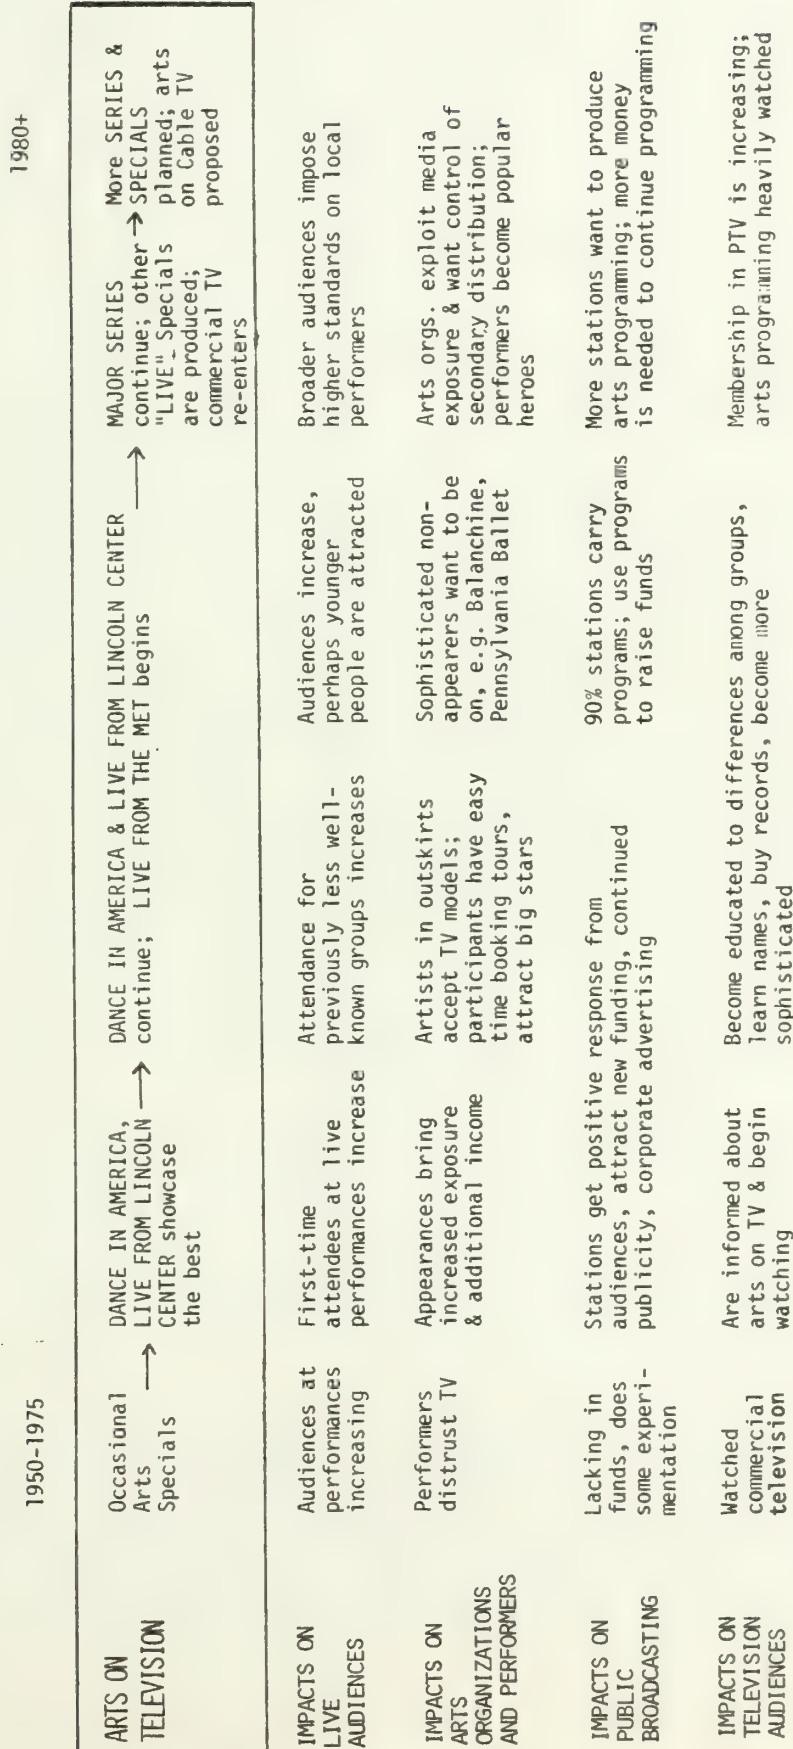 1950-1975
1980+
ARTS ON
TELEVISION
Occasional
Arts →
Specials
DANCE IN AMERICA,
LIVE FROM LINCOLN →
CENTER showcase
the best
DANCE IN AMERICA & LIVE FROM LINCOLN CENTER
continue; LIVE FROM THE MET begins →
MAJOR SERIES
continue; other →
"LIVE" Specials
are produced;
commercial TV
re-enters
More SERIES &
SPECIALS
planned; arts
on Cable TV
proposed
IMPACTS ON
LIVE
AUDIENCES
Audiences at
performances
increasing
First-time
attendees at live
performances increase
Attendance for
previously less well-
known groups increases
Audiences increase,
perhaps younger
people are attracted
Broader audiences impose
higher standards on local
performers
IMPACTS ON
ARTS
ORGANIZATIONS
AND PERFORMERS
Performers
distrust TV
Appearances bring
increased exposure
& additional income
Artists in outskirts
accept TV models;
participants have easy
time booking tours,
attract big stars
Sophisticated non-
appearers want to be
on, e.g. Balanchine,
Pennsylvania Ballet
Arts orgs. exploit media
exposure & want control of
secondary distribution;
performers become popular
heroes
IMPACTS ON
PUBLIC
BROADCASTING
Lacking in
funds, does
some experi-
mentation
Stations get positive response from
audiences, attract new funding, continued
publicity, corporate advertising
90% stations carry
programs; use programs
to raise funds
More stations want to produce
arts programming; more money
is needed to continue programming
IMPACTS ON
TELEVISION
AUDIENCES
Watched
commercial
television
Are informed about
arts on TV & begin
watching
Become educated to differences among groups,
learn names, buy records, become more
sophisticated
Membership in PTV is increasing;
arts programming heavily watched